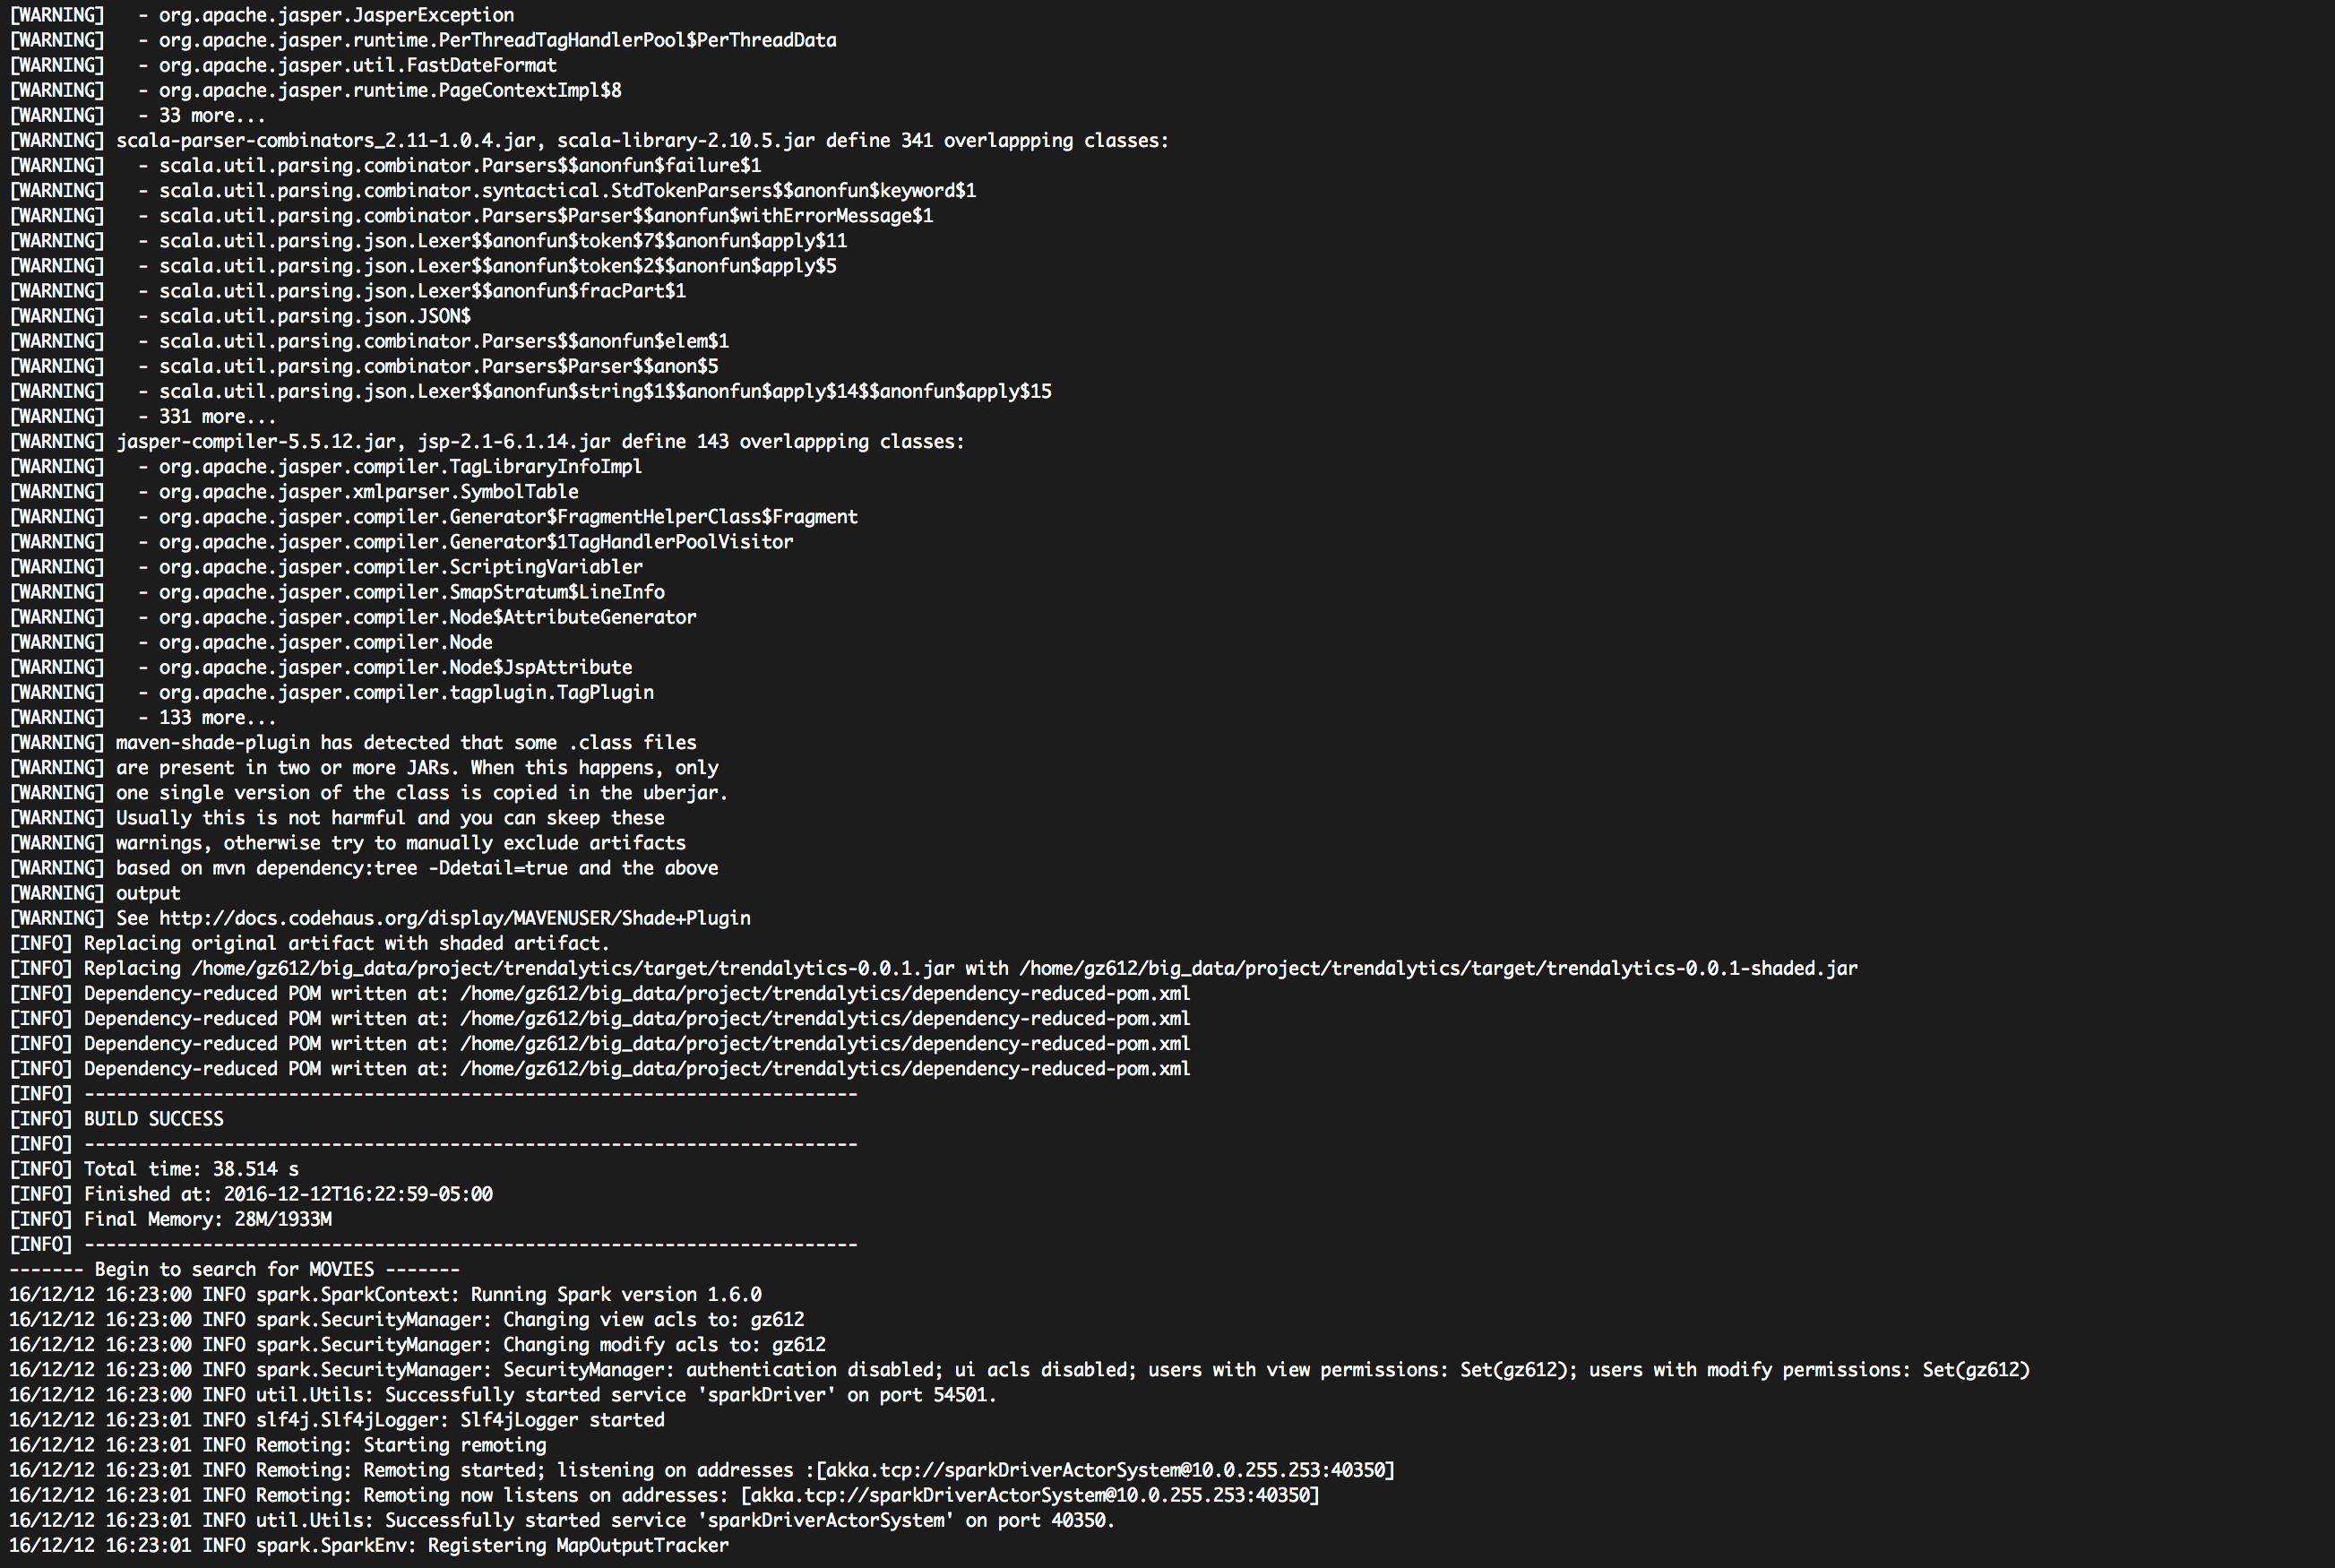 [WARNING]   - org.apache.jasper.JasperException
[WARNING]   - org.apache.jasper.runtime.PerThreadTagHandlerPool$PerThreadData
[WARNING]   - org.apache.jasper.util.FastDateFormat
[WARNING]   - org.apache.jasper.runtime.PageContextImpl$8
[WARNING]   - 33 more...
[WARNING] scala-parser-combinators_2.11-1.0.4.jar, scala-library-2.10.5.jar define 341 overlappping classes:
[WARNING]   - scala.util.parsing.combinator.Parsers$$anonfun$failure$1
[WARNING]   - scala.util.parsing.combinator.syntactical.StdTokenParsers$$anonfun$keyword$1
[WARNING]   - scala.util.parsing.combinator.Parsers$Parser$$anonfun$withErrorMessage$1
[WARNING]   - scala.util.parsing.json.Lexer$$anonfun$token$7$$anonfun$apply$11
[WARNING]   - scala.util.parsing.json.Lexer$$anonfun$token$2$$anonfun$apply$5
[WARNING]   - scala.util.parsing.json.Lexer$$anonfun$fracPart$1
[WARNING]   - scala.util.parsing.json.JSON$
[WARNING]   - scala.util.parsing.combinator.Parsers$$anonfun$elem$1
[WARNING]   - scala.util.parsing.combinator.Parsers$Parser$$anon$5
[WARNING]   - scala.util.parsing.json.Lexer$$anonfun$string$1$$anonfun$apply$14$$anonfun$apply$15
[WARNING]   - 331 more...
[WARNING] jasper-compiler-5.5.12.jar, jsp-2.1-6.1.14.jar define 143 overlappping classes:
[WARNING]   - org.apache.jasper.compiler.TagLibraryInfoImpl
[WARNING]   - org.apache.jasper.xmlparser.SymbolTable
[WARNING]   - org.apache.jasper.compiler.Generator$FragmentHelperClass$Fragment
[WARNING]   - org.apache.jasper.compiler.Generator$1TagHandlerPoolVisitor
[WARNING]   - org.apache.jasper.compiler.ScriptingVariabler
[WARNING]   - org.apache.jasper.compiler.SmapStratum$LineInfo
[WARNING]   - org.apache.jasper.compiler.Node$AttributeGenerator
[WARNING]   - org.apache.jasper.compiler.Node
[WARNING]   - org.apache.jasper.compiler.Node$JspAttribute
[WARNING]   - org.apache.jasper.compiler.tagplugin.TagPlugin
[WARNING]   - 133 more...
[WARNING] maven-shade-plugin has detected that some .class files
[WARNING] are present in two or more JARs. When this happens, only
[WARNING] one single version of the class is copied in the uberjar.
[WARNING] Usually this is not harmful and you can skeep these
[WARNING] warnings, otherwise try to manually exclude artifacts
[WARNING] based on mvn dependency:tree -Ddetail=true and the above
[WARNING] output
[WARNING] See http://docs.codehaus.org/display/MAVENUSER/Shade+Plugin
[INFO] Replacing original artifact with shaded artifact.
[INFO] Replacing /home/gz612/big_data/project/trendalytics/target/trendalytics-0.0.1.jar with /home/gz612/big_data/project/trendalytics/target/trendalytics-0.0.1-shaded.jar
[INFO] Dependency-reduced POM written at: /home/gz612/big_data/project/trendalytics/dependency-reduced-pom.xml
[INFO] Dependency-reduced POM written at: /home/gz612/big_data/project/trendalytics/dependency-reduced-pom.xml
[INFO] Dependency-reduced POM written at: /home/gz612/big_data/project/trendalytics/dependency-reduced-pom.xml
[INFO] Dependency-reduced POM written at: /home/gz612/big_data/project/trendalytics/dependency-reduced-pom.xml
[INFO] ------------------------------------------------------------------------
[INFO] BUILD SUCCESS
[INFO] ------------------------------------------------------------------------
[INFO] Total time: 38.514 s
[INFO] Finished at: 2016-12-12T16:22:59-05:00
[INFO] Final Memory: 28M/1933M
[INFO] ------------------------------------------------------------------------
------- Begin to search for MOVIES -------
16/12/12 16:23:00 INFO spark.SparkContext: Running Spark version 1.6.0
16/12/12 16:23:00 INFO spark.SecurityManager: Changing view acls to: gz612
16/12/12 16:23:00 INFO spark.SecurityManager: Changing modify acls to: gz612
16/12/12 16:23:00 INFO spark.SecurityManager: SecurityManager: authentication disabled; ui acls disabled; users with view permissions: Set(gz612); users with modify permissions: Set(gz612)
16/12/12 16:23:00 INFO util.Utils: Successfully started service 'sparkDriver' on port 54501.
16/12/12 16:23:01 INFO slf4j.Slf4jLogger: Slf4jLogger started
16/12/12 16:23:01 INFO Remoting: Starting remoting
16/12/12 16:23:01 INFO Remoting: Remoting started; listening on addresses :[akka.tcp://sparkDriverActorSystem@10.0.255.253:40350]
16/12/12 16:23:01 INFO Remoting: Remoting now listens on addresses: [akka.tcp://sparkDriverActorSystem@10.0.255.253:40350]
16/12/12 16:23:01 INFO util.Utils: Successfully started service 'sparkDriverActorSystem' on port 40350.
16/12/12 16:23:01 INFO spark.SparkEnv: Registering MapOutputTracker